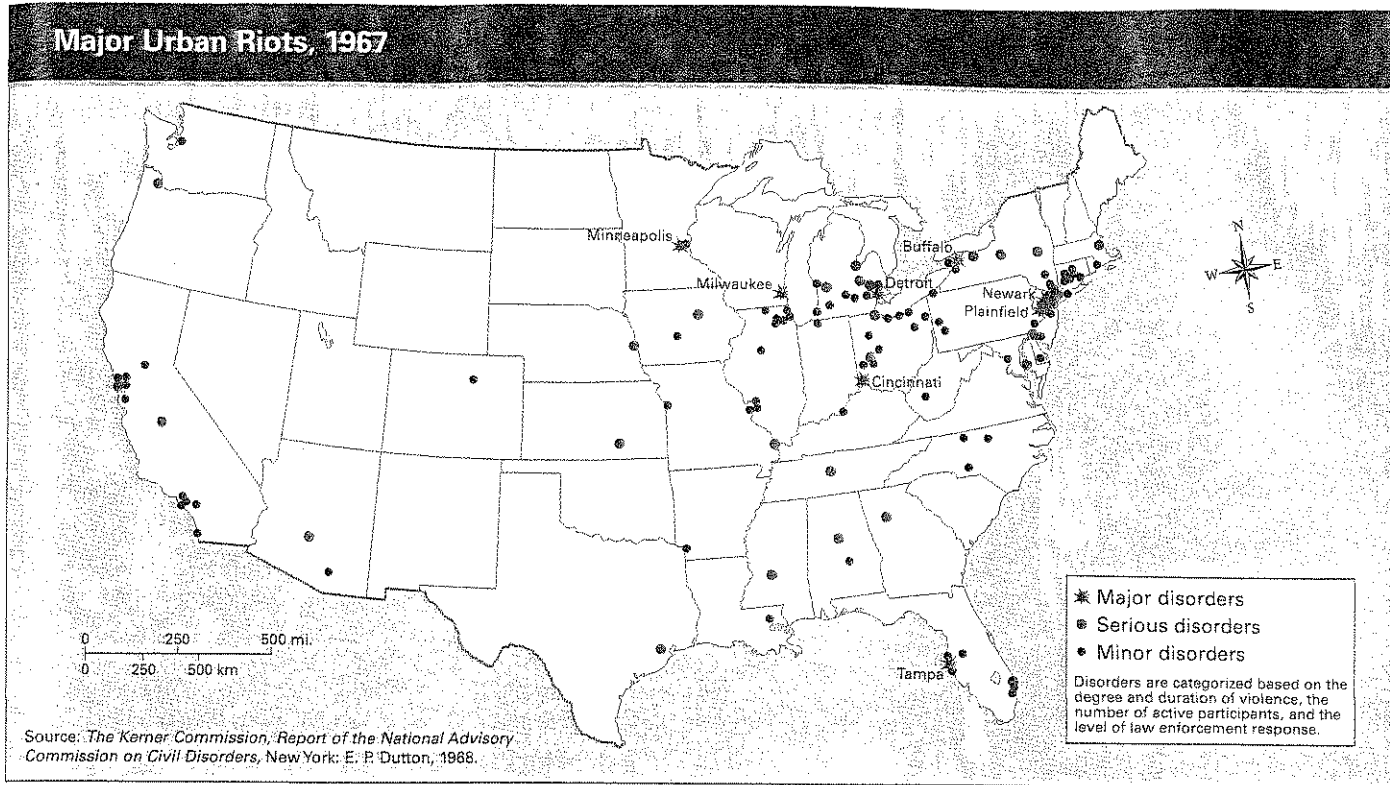 Major Urban Riots, 1967
Minneapolis
Buffalo
Milwaukee
Detroit
Newark
Plainfield
Cincinnati
Tampa
N
W
E
S
0 250 500 mi.
0 250 500 km
Major disorders
Serious disorders
Minor disorders
Disorders are categorized based on the
degree and duration of violence, the
number of active participants, and the
level of law enforcement response.
Source: The Kerner Commission, Report of the National Advisory
Commission on Civil Disorders, New York: E. P. Dutton, 1968.